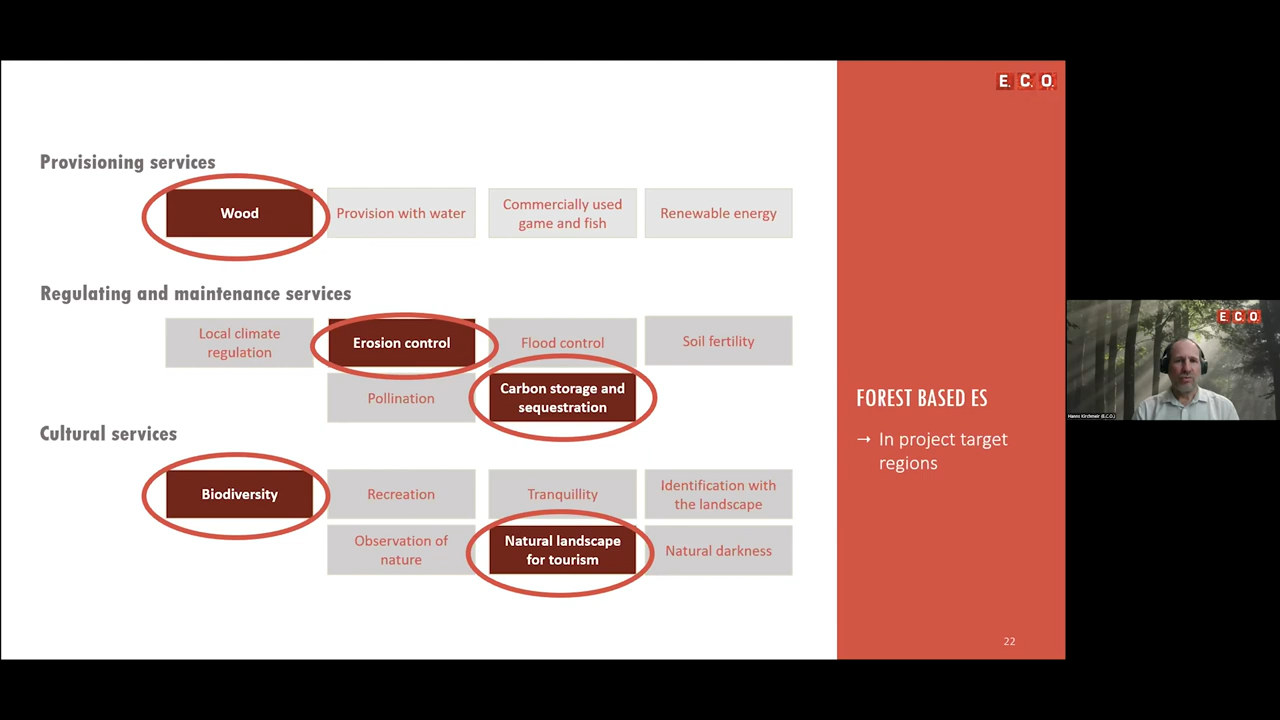 E. C. O.
Provisioning services
Wood
Provision with water
Commercially used
game and fish
Renewable energy
Regulating and maintenance services
Local climate
regulation
Erosion control
Flood control
Soil fertility
Pollination
Carbon storage and
sequestration
Cultural services
Biodiversity
Recreation
Tranquillity
Identification with
the landscape
Observation of
nature
Natural landscape
for tourism
Natural darkness
FOREST BASED ES
→ In project target
regions
22
E. C. O.
Hanns Kirchmeir (E.C.O.)